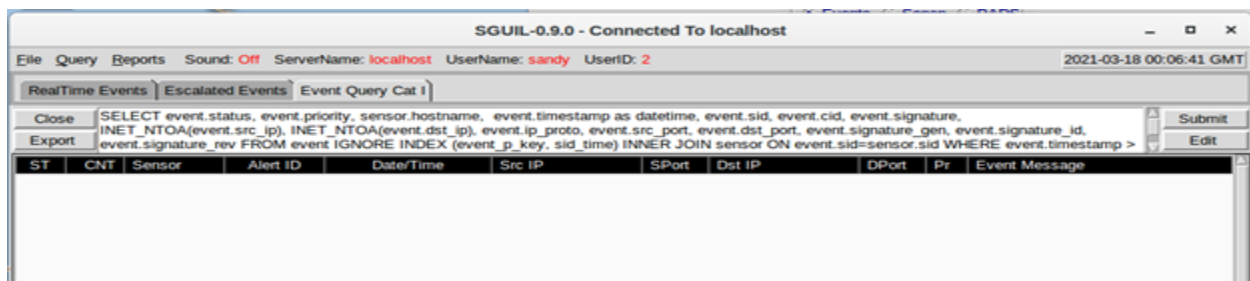 Events Sguil RADS
SGUIL-0.9.0 - Connected To localhost
File Query Reports Sound: Off ServerName: localhost UserName: sandy UserID: 2 2021-03-18 00:06:41 GMT
RealTime Events Escalated Events Event Query Cat I
Close SELECT event.status, event.priority, sensor.hostname, event.timestamp as datetime, event.sid, event.cid, event.signature, Submit
INET_NTOA(event.src_ip), INET_NTOA(event.dst_ip), event.ip_proto, event.src_port, event.dst_port, event.signature_gen, event.signature_id,
Export event.signature_rev FROM event IGNORE INDEX (event_p_key, sid_time) INNER JOIN sensor ON event.sid=sensor.sid WHERE event.timestamp > Edit
ST CNT Sensor Alert ID Date/Time Src IP SPort Dst IP DPort Pr Event Message